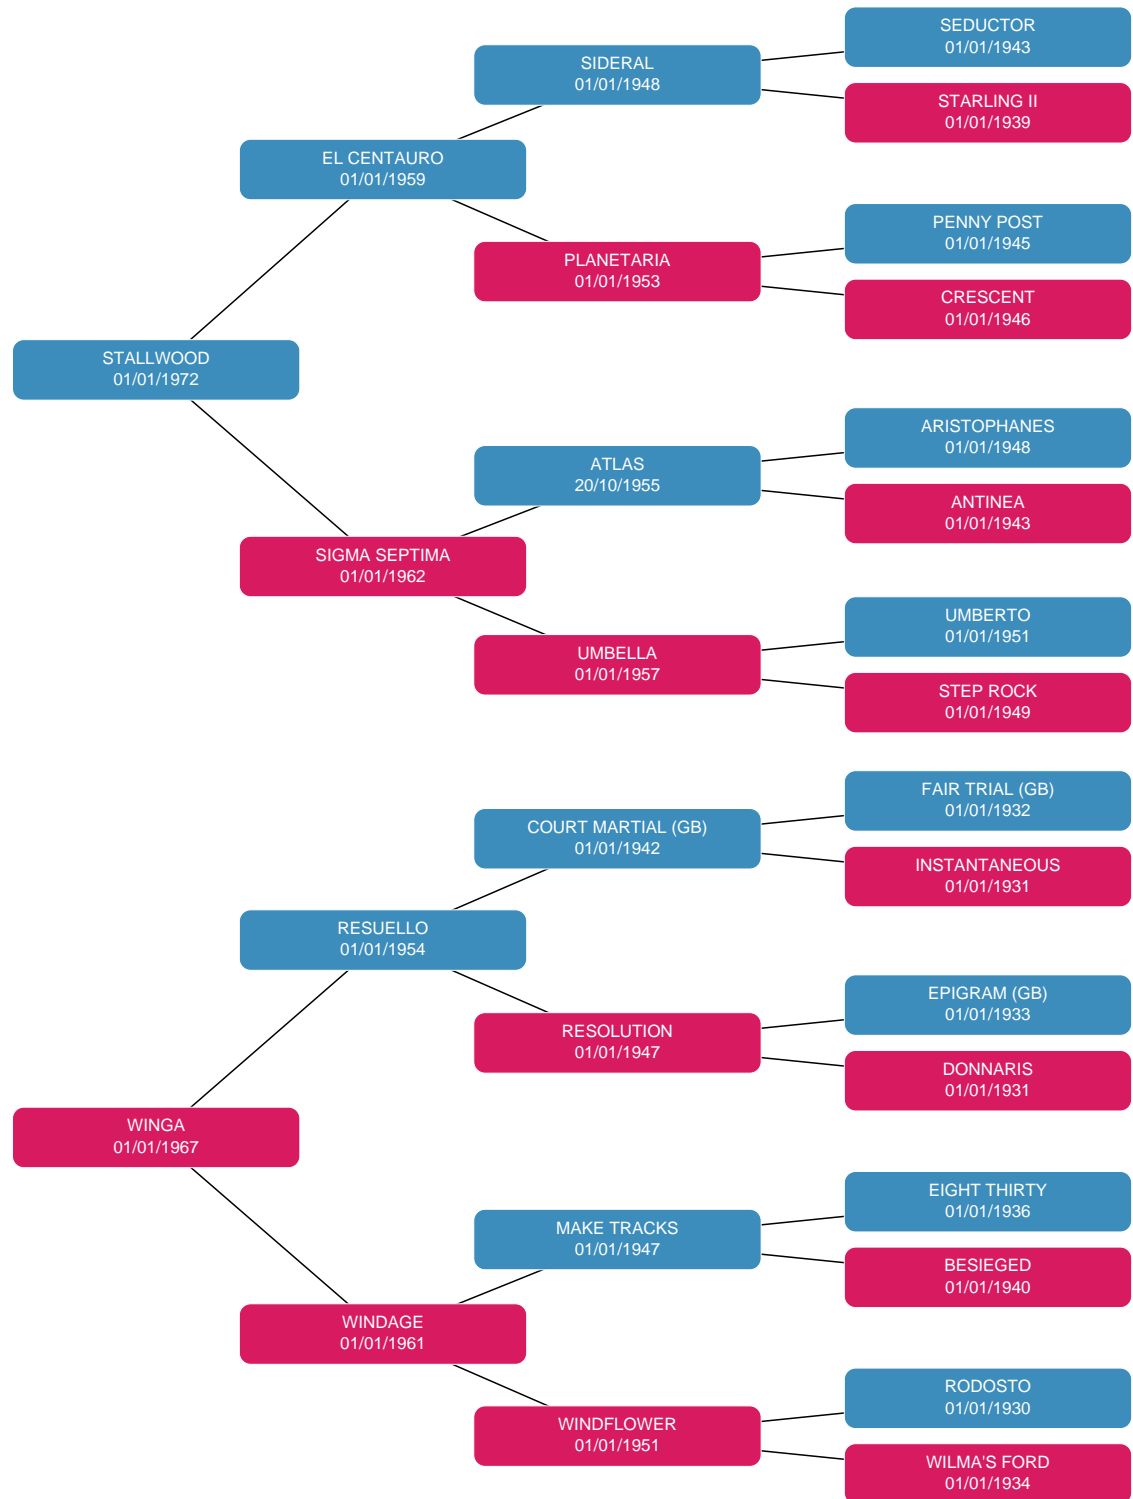 SEDUCTOR
01/01/1943
SIDERAL
01/01/1948
STARLING II
01/01/1939
EL CENTAURO
01/01/1959
PENNY POST
01/01/1945
PLANETARIA
01/01/1953
CRESCENT
01/01/1946
STALLWOOD
01/01/1972
ARISTOPHANES
01/01/1948
ATLAS
20/10/1955
ANTINEA
01/01/1943
SIGMA SEPTIMA
01/01/1962
UMBERTO
01/01/1951
UMBELLA
01/01/1957
STEP ROCK
01/01/1949
FAIR TRIAL (GB)
01/01/1932
COURT MARTIAL (GB)
01/01/1942
INSTANTANEOUS
01/01/1931
RESUELLO
01/01/1954
EPIGRAM (GB)
01/01/1933
RESOLUTION
01/01/1947
DONNARIS
01/01/1931
WINGA
01/01/1967
EIGHT THIRTY
01/01/1936
MAKE TRACKS
01/01/1947
BESIEGED
01/01/1940
WINDAGE
01/01/1961
RODOSTO
01/01/1930
WINDFLOWER
01/01/1951
WILMA'S FORD
01/01/1934